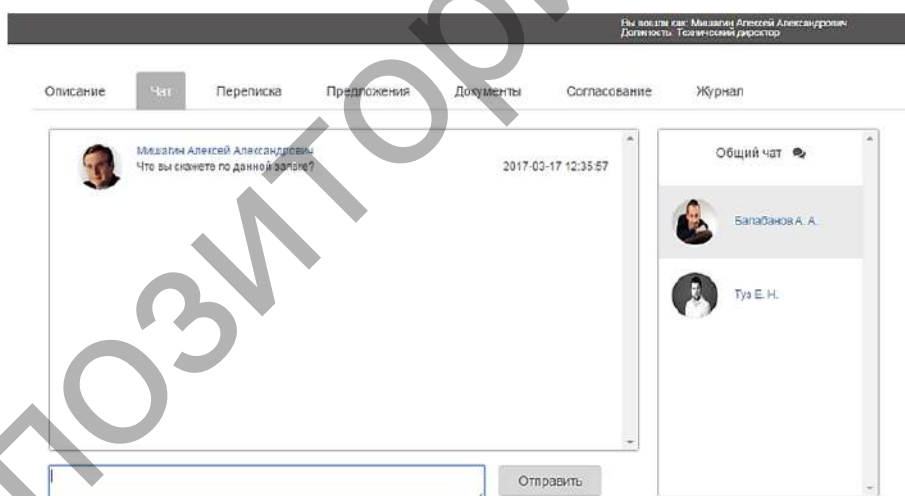 Вы вошли как: Мишагин Алексей Александрович
Должность: Технический директор
Описание Чат Переписка Предложения Документы Согласование Журнал
Мишагин Алексей Александрович
Что вы скажете по данной заявке? 2017-03-17 12:35:57
Общий чат
Балабанов А. А.
Туз Е. Н.
Отправить